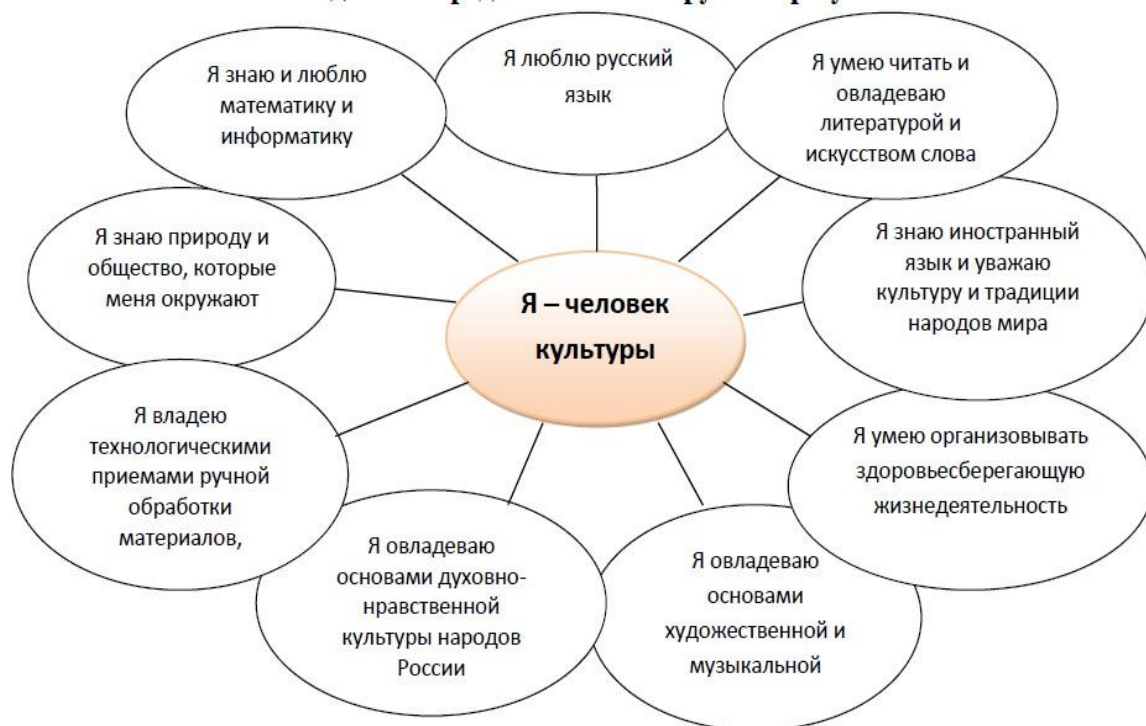 Я люблю русский
язык
Я умею читать и
овладеваю
литературой и
искусством слова
Я знаю иностранный
язык и уважаю
культуру и традиции
народов мира
Я умею организовывать
здоровьесберегающую
жизнедеятельность
Я овладеваю
основами
художественной и
музыкальной
Я овладеваю
основами духовно-
нравственной
культуры народов
России
Я владею
технологическими
приемами ручной
обработки
материалов,
Я знаю природу и
общество, которые
меня окружают
Я знаю и люблю
математику и
информатику
Я – человек
культуры